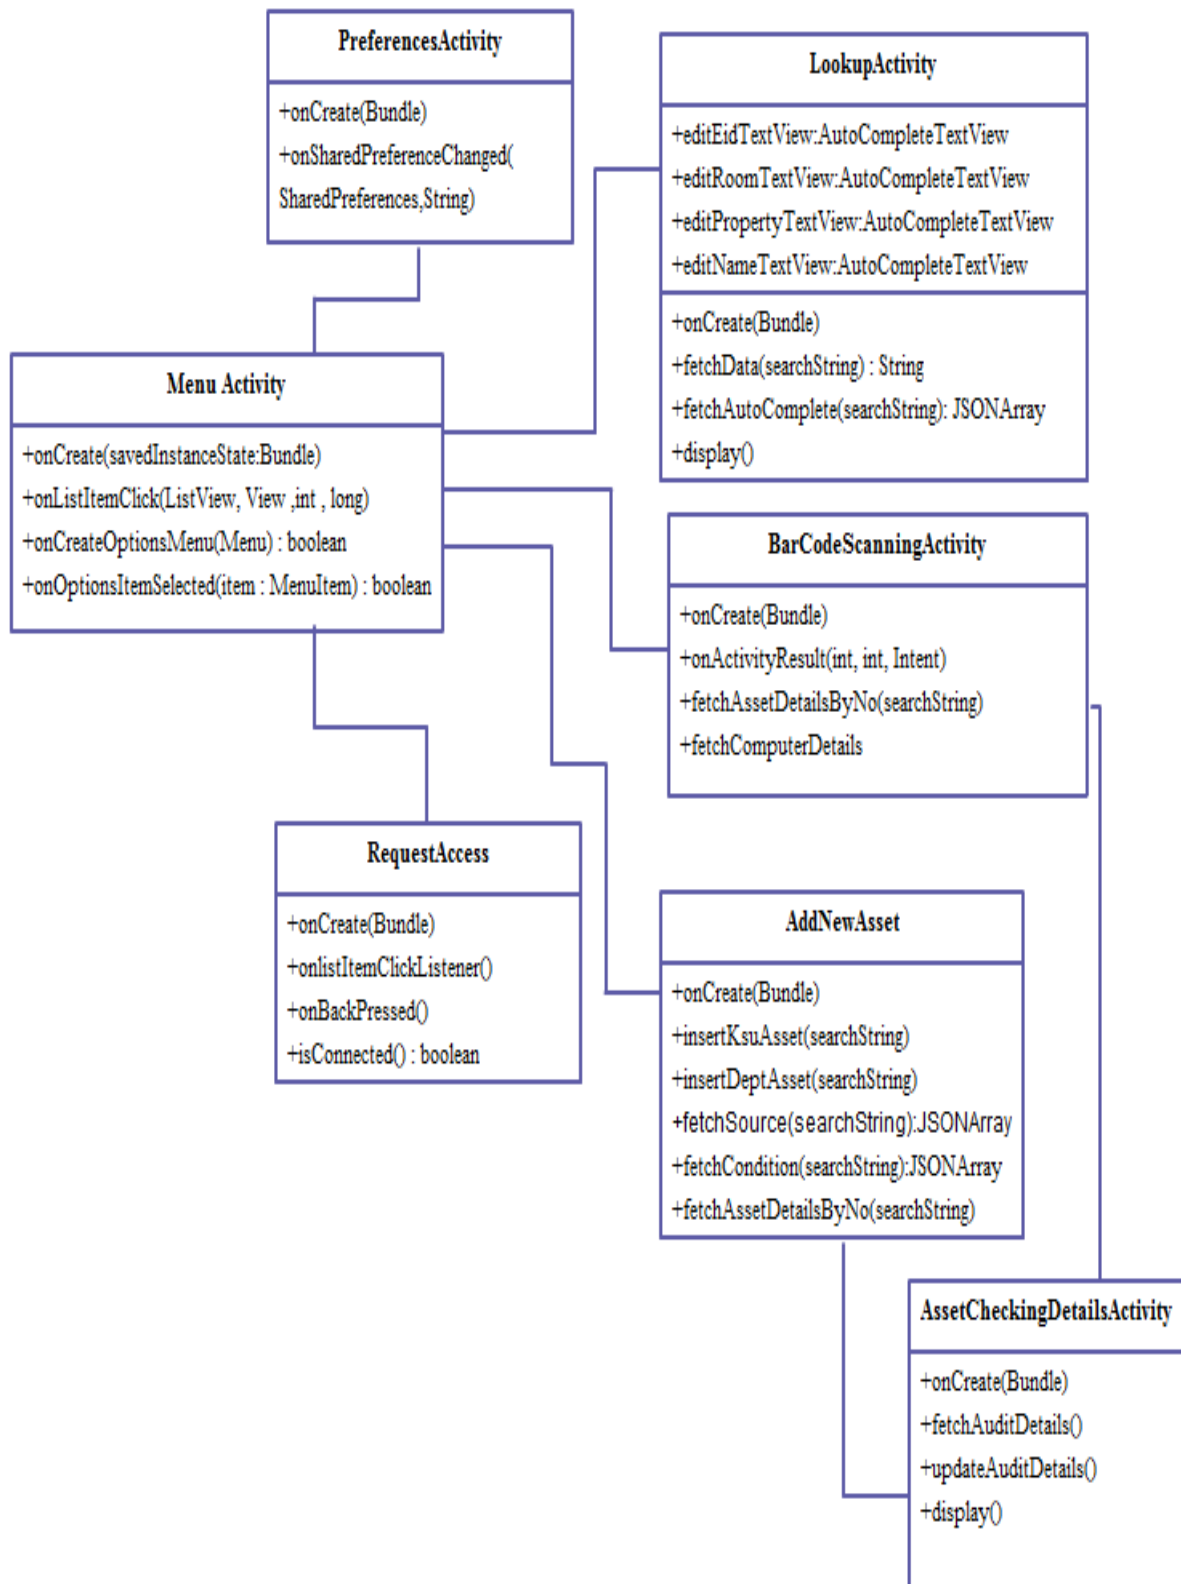 PreferencesActivity
+onCreate(Bundle)
+onSharedPreferenceChanged(
SharedPreferences,String)
LookupActivity
+editEidTextView:AutoCompleteTextView
+editRoomTextView:AutoCompleteTextView
+editPropertyTextView:AutoCompleteTextView
+editNameTextView:AutoCompleteTextView
+onCreate(Bundle)
+fetchData(searchString) : String
+fetchAutoComplete(searchString): JSONArray
+display()
Menu Activity
+onCreate(savedInstanceState:Bundle)
+onListItemClick(ListView, View ,int , long)
+onCreateOptionsMenu(Menu) : boolean
+onOptionsItemSelected(item : MenuItem) : boolean
BarCodeScanningActivity
+onCreate(Bundle)
+onActivityResult(int, int, Intent)
+fetchAssetDetailsByNo(searchString)
+fetchComputerDetails
RequestAccess
+onCreate(Bundle)
+onlistItemClickListener()
+onBackPressed()
+isConnected() : boolean
AddNewAsset
+onCreate(Bundle)
+insertKsuAsset(searchString)
+insertDeptAsset(searchString)
+fetchSource(searchString):JSONArray
+fetchCondition(searchString):JSONArray
+fetchAssetDetailsByNo(searchString)
AssetCheckingDetailsActivity
+onCreate(Bundle)
+fetchAuditDetails()
+updateAuditDetails()
+display()